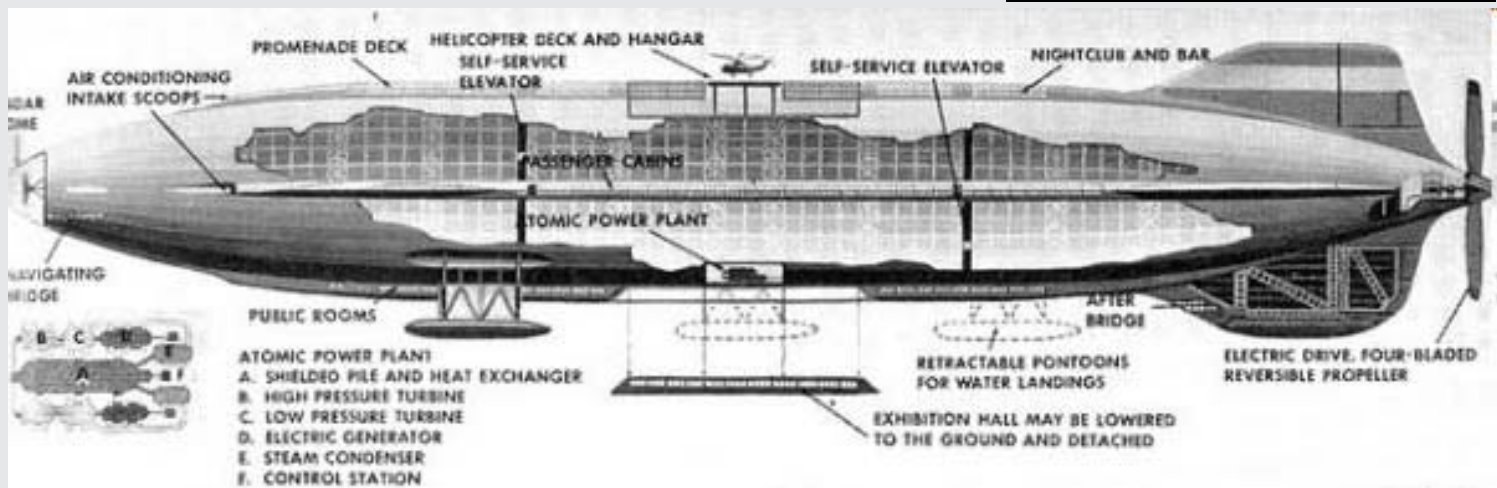 PROMENADE DECK
HELICOPTER DECK AND HANGAR
SELF-SERVICE
ELEVATOR
SELF-SERVICE ELEVATOR
NIGHTCLUB AND BAR
AIR CONDITIONING
INTAKE SCOOPS
PASSENGER CABINS
ATOMIC POWER PLANT
NAVIGATING
BRIDGE
PUBLIC ROOMS
AFTER
BRIDGE
RETRACTABLE PONTOONS
FOR WATER LANDINGS
ELECTRIC DRIVE, FOUR-BLADED
REVERSIBLE PROPELLER
EXHIBITION HALL MAY BE LOWERED
TO THE GROUND AND DETACHED
B C D
E
A B F
ATOMIC POWER PLANT
A. SHIELDED PILE AND HEAT EXCHANGER
B. HIGH PRESSURE TURBINE
C. LOW PRESSURE TURBINE
D. ELECTRIC GENERATOR
E. STEAM CONDENSER
F. CONTROL STATION